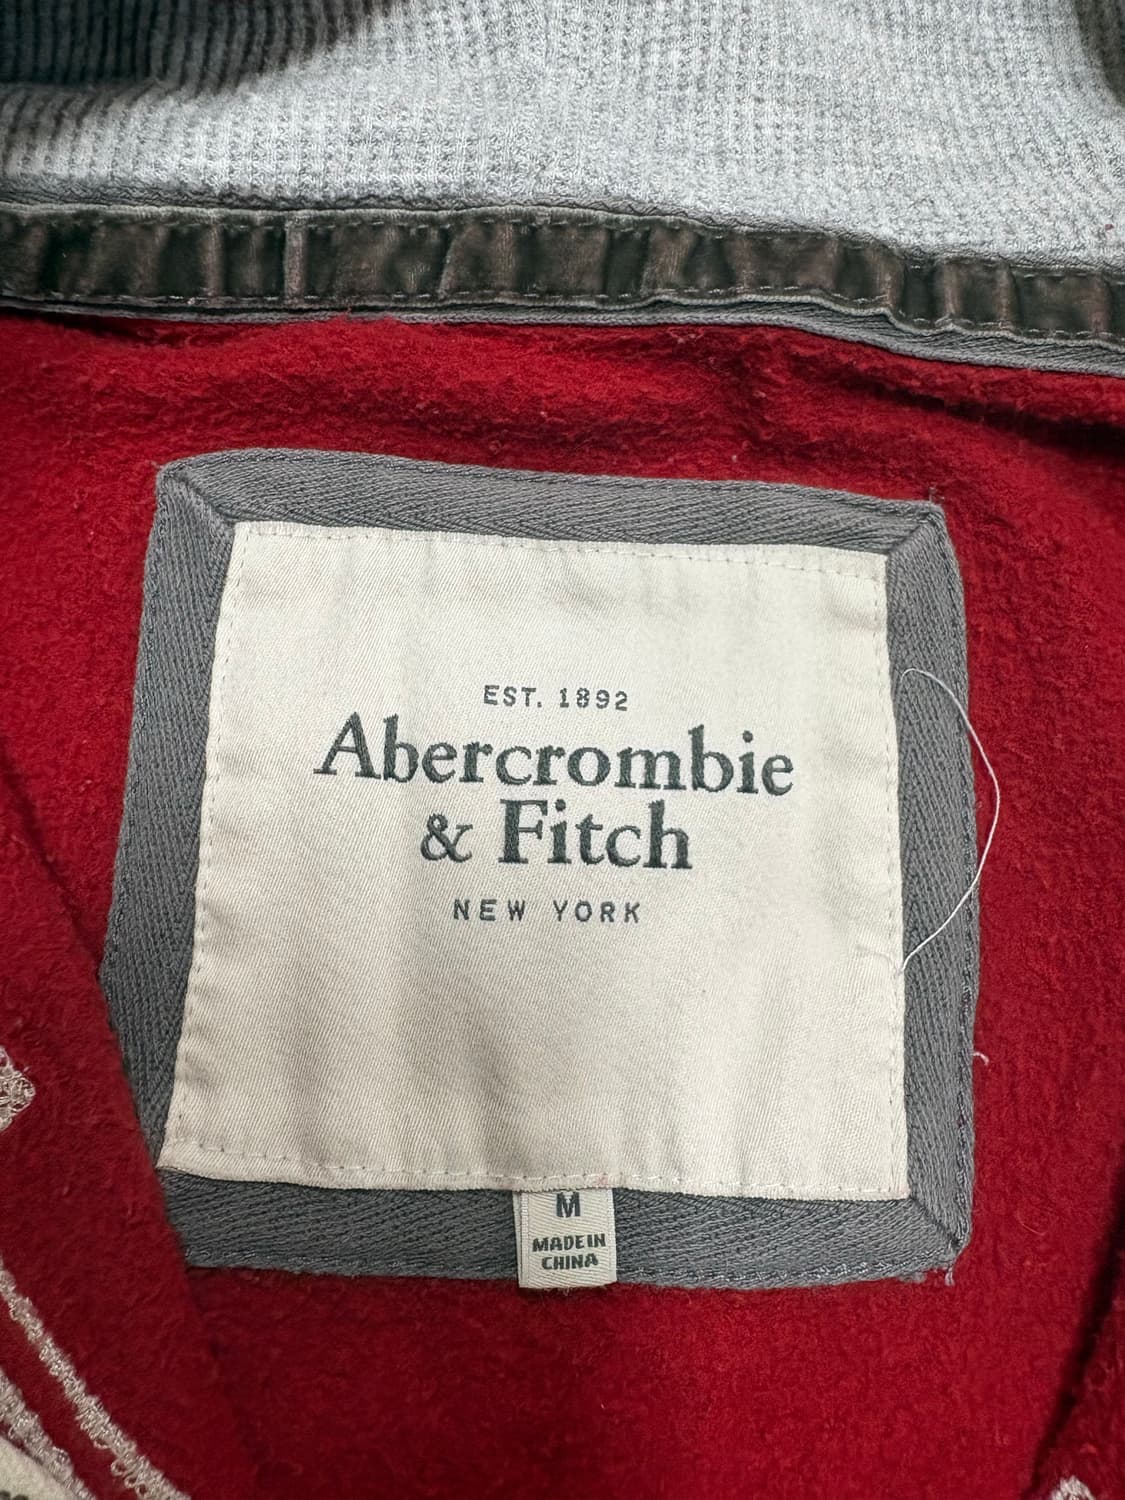 EST. 1892
Abercrombie
& Fitch
NEW YORK
M
MADE IN
CHINA